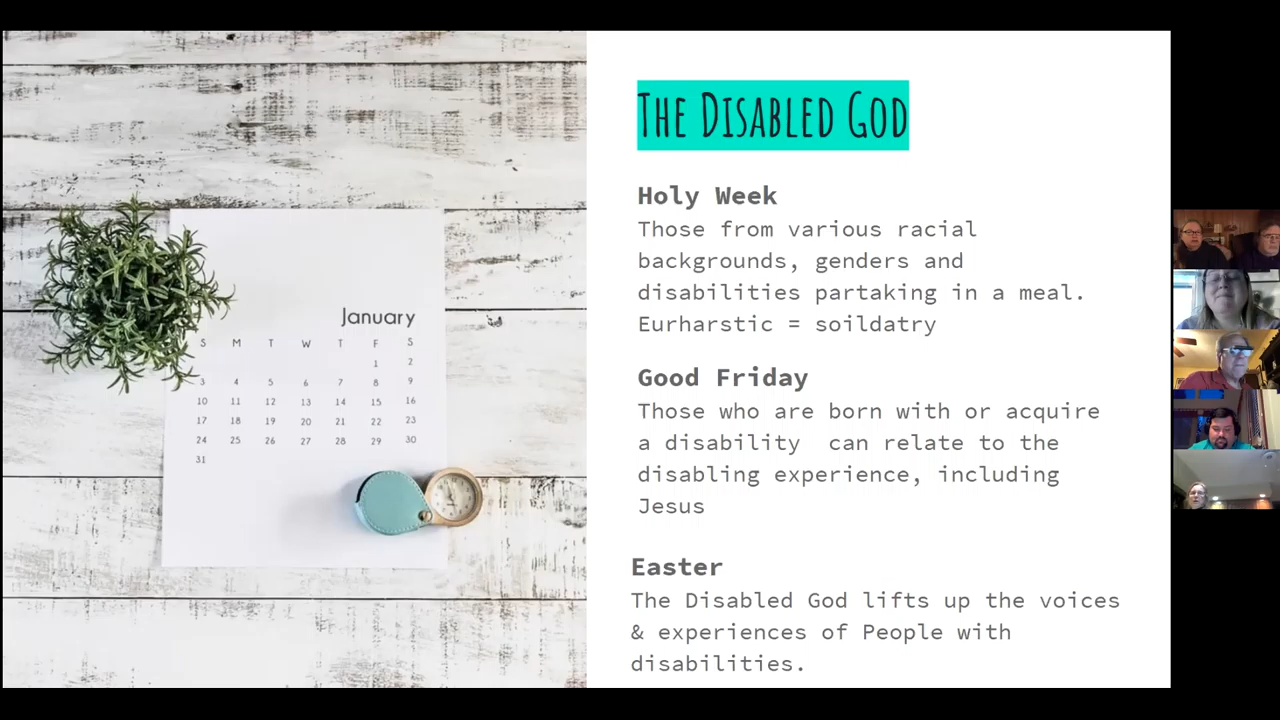 The Disabled God
Holy Week
Those from various racial
backgrounds, genders and
disabilities partaking in a meal.
Eurharstic = soildatry
Good Friday
Those who are born with or acquire
a disability  can relate to the
disabling experience, including
Jesus
Easter
The Disabled God lifts up the voices
& experiences of People with
disabilities.
January
S M T W T F S
1 2
3 4 5 6 7 8 9
10 11 12 13 14 15 16
17 18 19 20 21 22 23
24 25 26 27 28 29 30
31